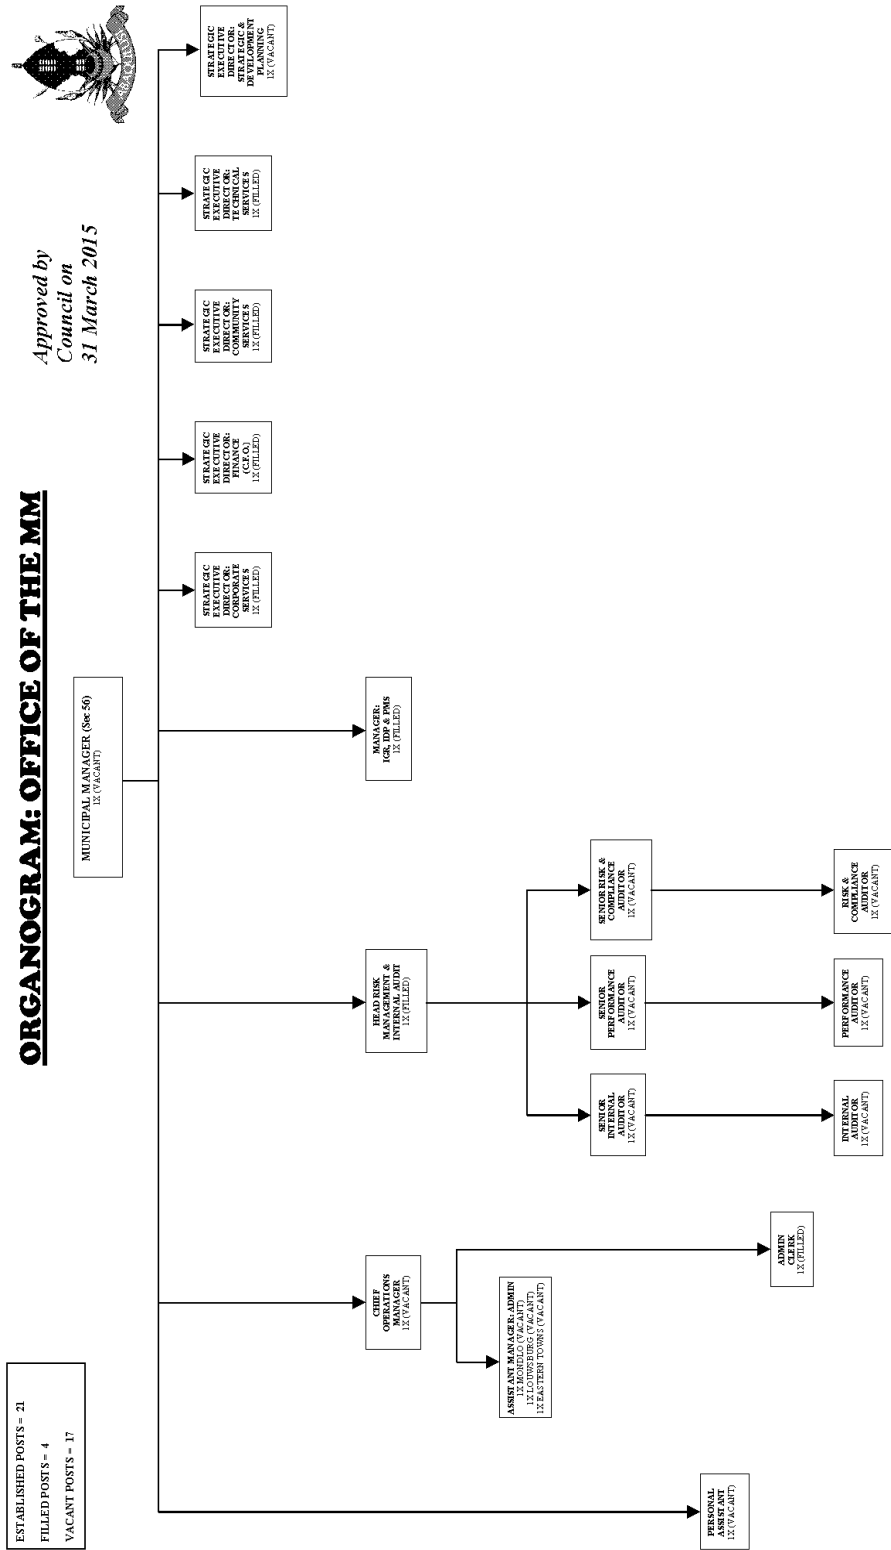 ORGANOGRAM: OFFICE OF THE MM
Approved by
Council on
31 March 2015
ESTABLISHED POSTS = 21
FILLED POSTS = 4
VACANT POSTS = 17
MUNICIPAL MANAGER (Sec 56)
1X (VACANT)
PERSONAL
ASSISTANT
1X (VACANT)
CHIEF
OPERATIONS
MANAGER
1X (VACANT)
ASSISTANT MANAGER: ADMIN
1X MONDLO (VACANT)
1X LOUWSBURG (VACANT)
1X EASTERN TOWNS (VACANT)
ADMIN
CLERK
1X (FILLED)
HEAD RISK
MANAGEMENT &
INTERNAL AUDIT
1X (FILLED)
SENIOR
INTERNAL
AUDITOR
1X (VACANT)
SENIOR
PERFORMANCE
AUDITOR
1X (VACANT)
SENIOR RISK &
COMPLIANCE
AUDITOR
1X (VACANT)
INTERNAL
AUDITOR
1X (VACANT)
PERFORMANCE
AUDITOR
1X (VACANT)
RISK &
COMPLIANCE
AUDITOR
1X (VACANT)
MANAGER:
IGR, IDP & PMS
1X (FILLED)
STRATEGIC
EXECUTIVE
DIRECTOR:
CORPORATE
SERVICES
1X (FILLED)
STRATEGIC
EXECUTIVE
DIRECTOR:
FINANCE
(C.F.O.)
1X (FILLED)
STRATEGIC
EXECUTIVE
DIRECTOR:
COMMUNITY
SERVICES
1X (FILLED)
STRATEGIC
EXECUTIVE
DIRECTOR:
TECHNICAL
SERVICES
1X (FILLED)
STRATEGIC
EXECUTIVE
DIRECTOR:
STRATEGIC &
DEVELOPMENT
PLANNING
1X (VACANT)